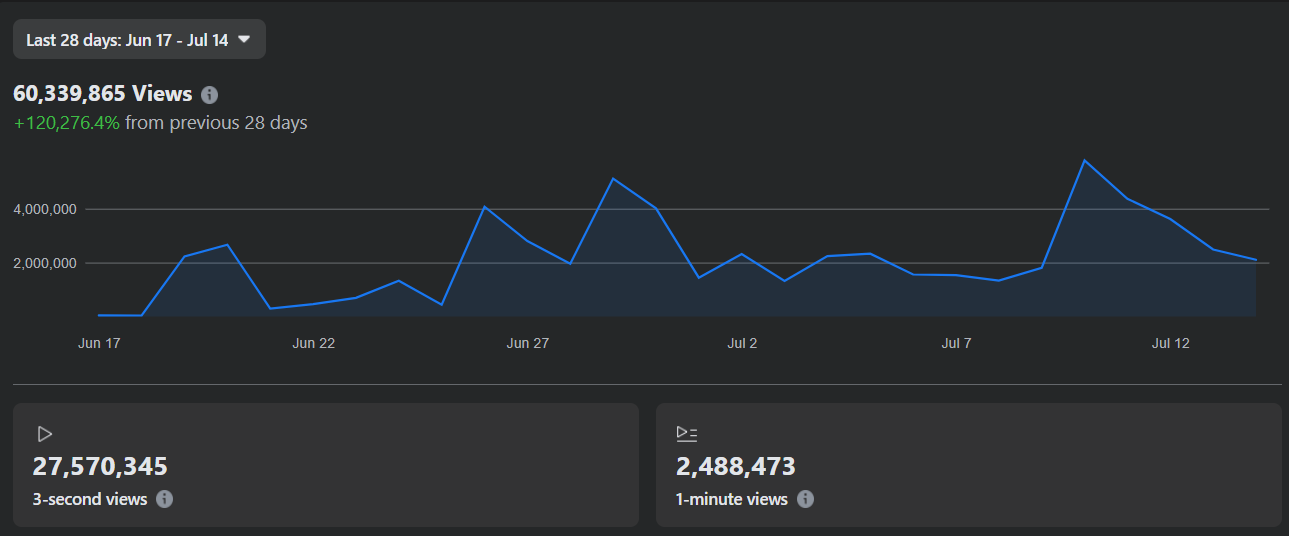 Last 28 days: Jun 17 - Jul 14
60,339,865 Views
+120,276.4% from previous 28 days
4,000,000
2,000,000
Jun 17 Jun 22 Jun 27 Jul 2 Jul 7 Jul 12
27,570,345
3-second views
2,488,473
1-minute views